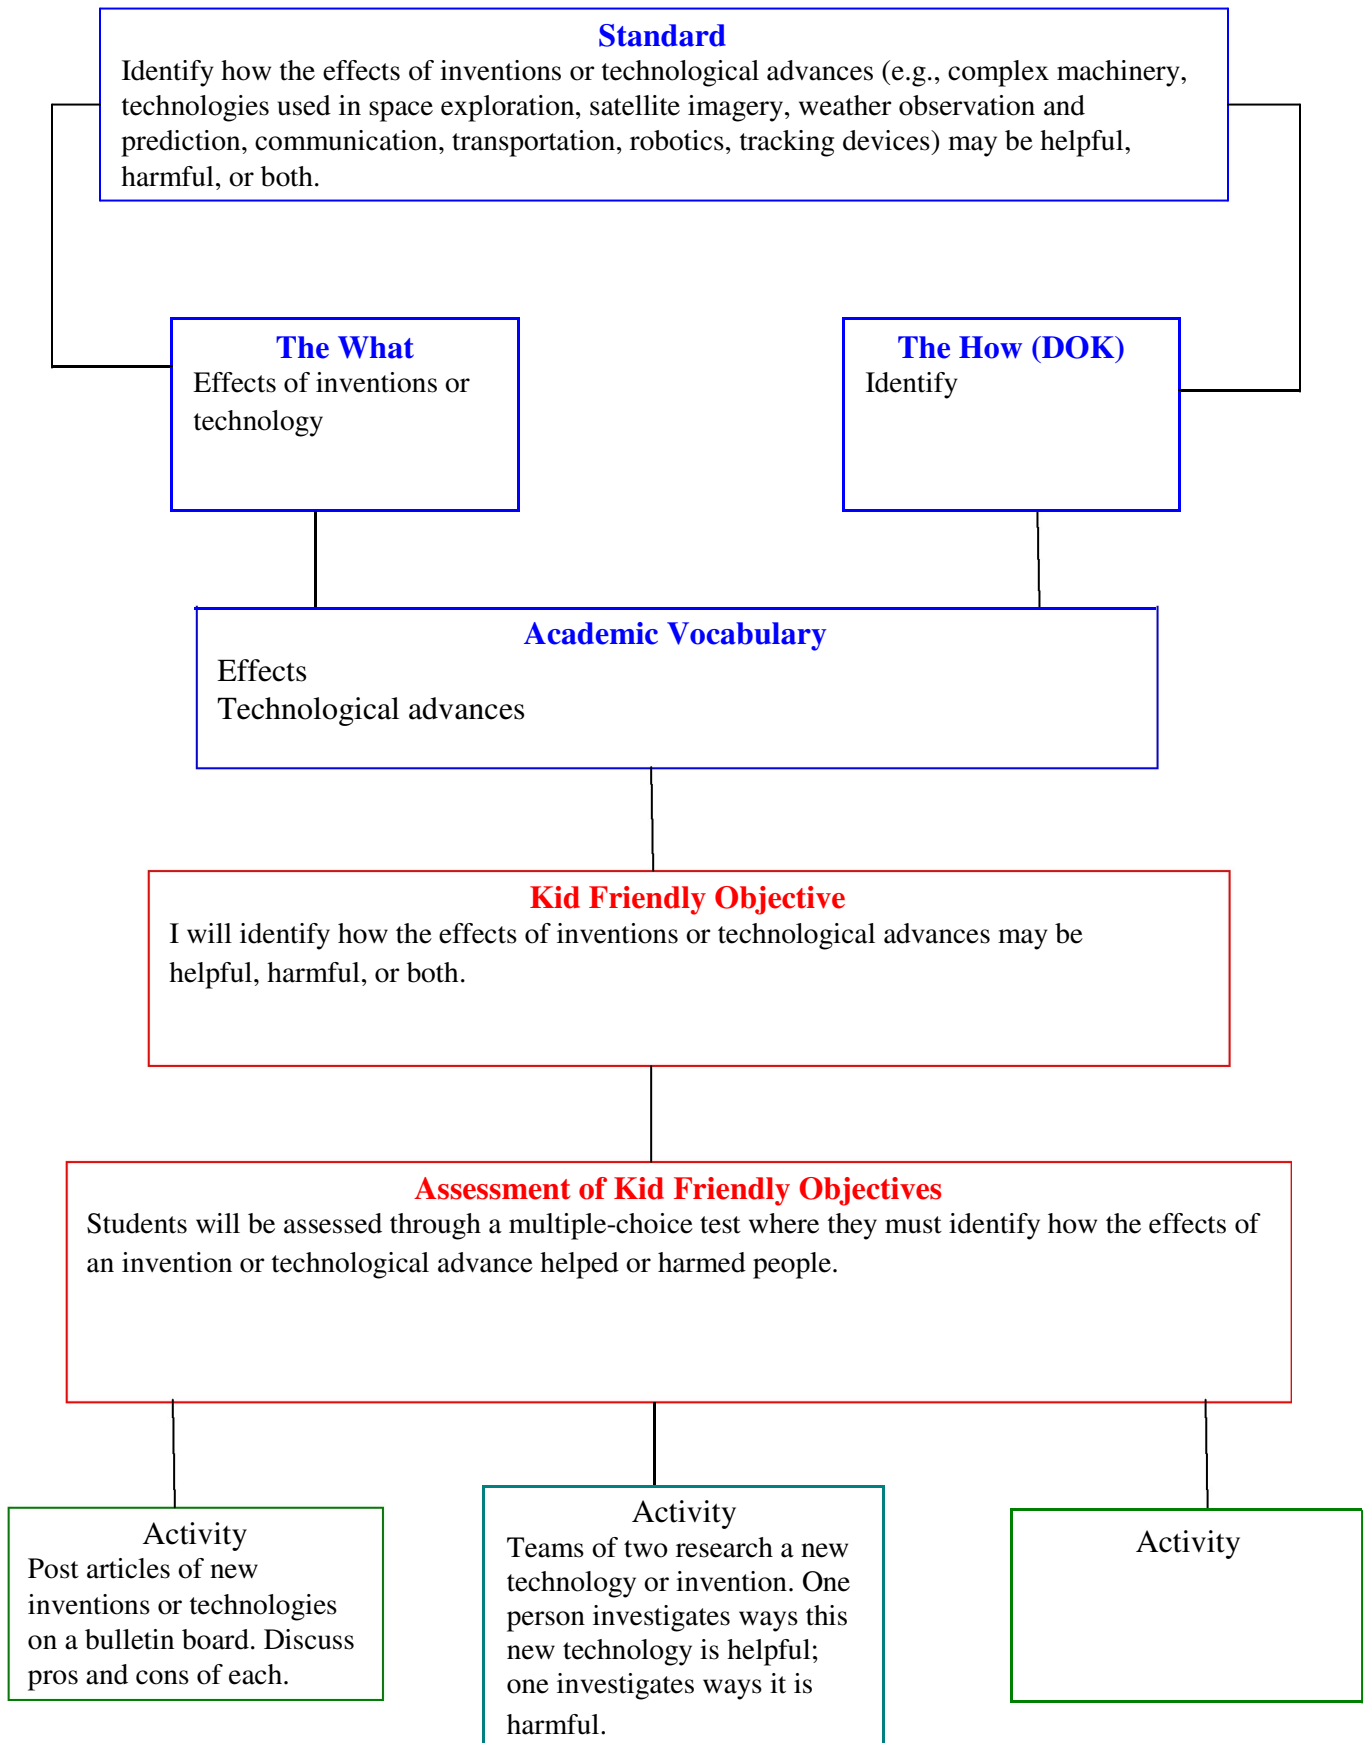 Standard
Identify how the effects of inventions or technological advances (e.g., complex machinery,
technologies used in space exploration, satellite imagery, weather observation and
prediction, communication, transportation, robotics, tracking devices) may be helpful,
harmful, or both.
The What
Effects of inventions or
technology
The How (DOK)
Identify
Academic Vocabulary
Effects
Technological advances
Kid Friendly Objective
I will identify how the effects of inventions or technological advances may be
helpful, harmful, or both.
Assessment of Kid Friendly Objectives
Students will be assessed through a multiple-choice test where they must identify how the effects of
an invention or technological advance helped or harmed people.
Activity
Post articles of new
inventions or technologies
on a bulletin board. Discuss
pros and cons of each.
Activity
Teams of two research a new
technology or invention. One
person investigates ways this
new technology is helpful;
one investigates ways it is
harmful.
Activity